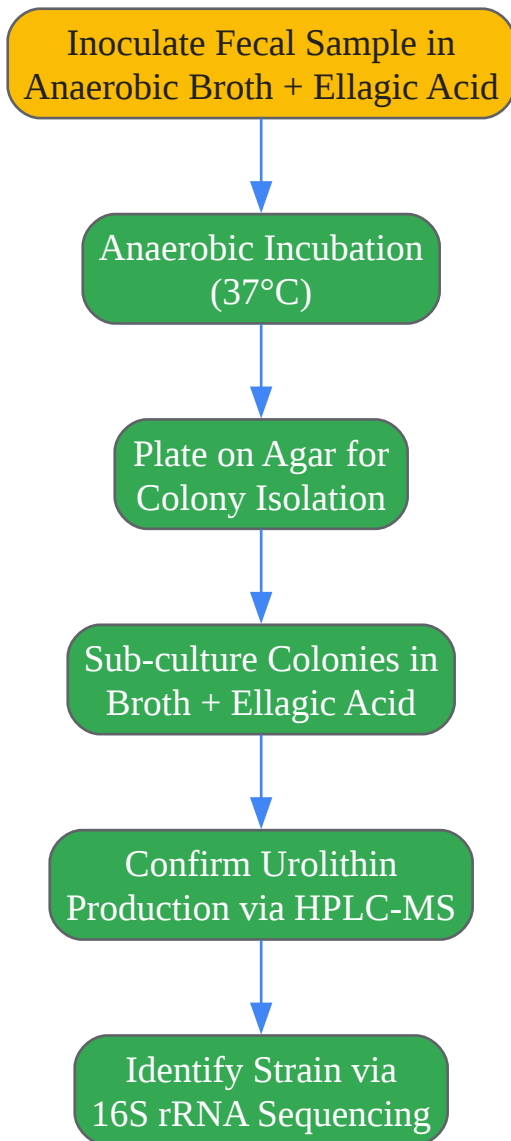 Inoculate Fecal Sample in
Anaerobic Broth + Ellagic Acid
Anaerobic Incubation
(37°C)
Plate on Agar for
Colony Isolation
Sub-culture Colonies in
Broth + Ellagic Acid
Confirm Urolithin
Production via HPLC-MS
Identify Strain via
16S rRNA Sequencing